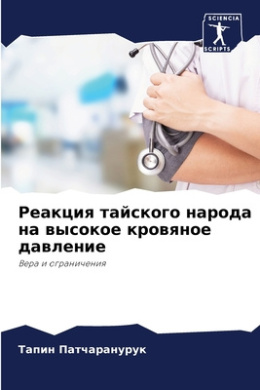 SCIENCIA
SCRIPTS
Реакция тайского народа
на высокое кровяное
давление
Вера и ограничения
Тапин Патчаранурук